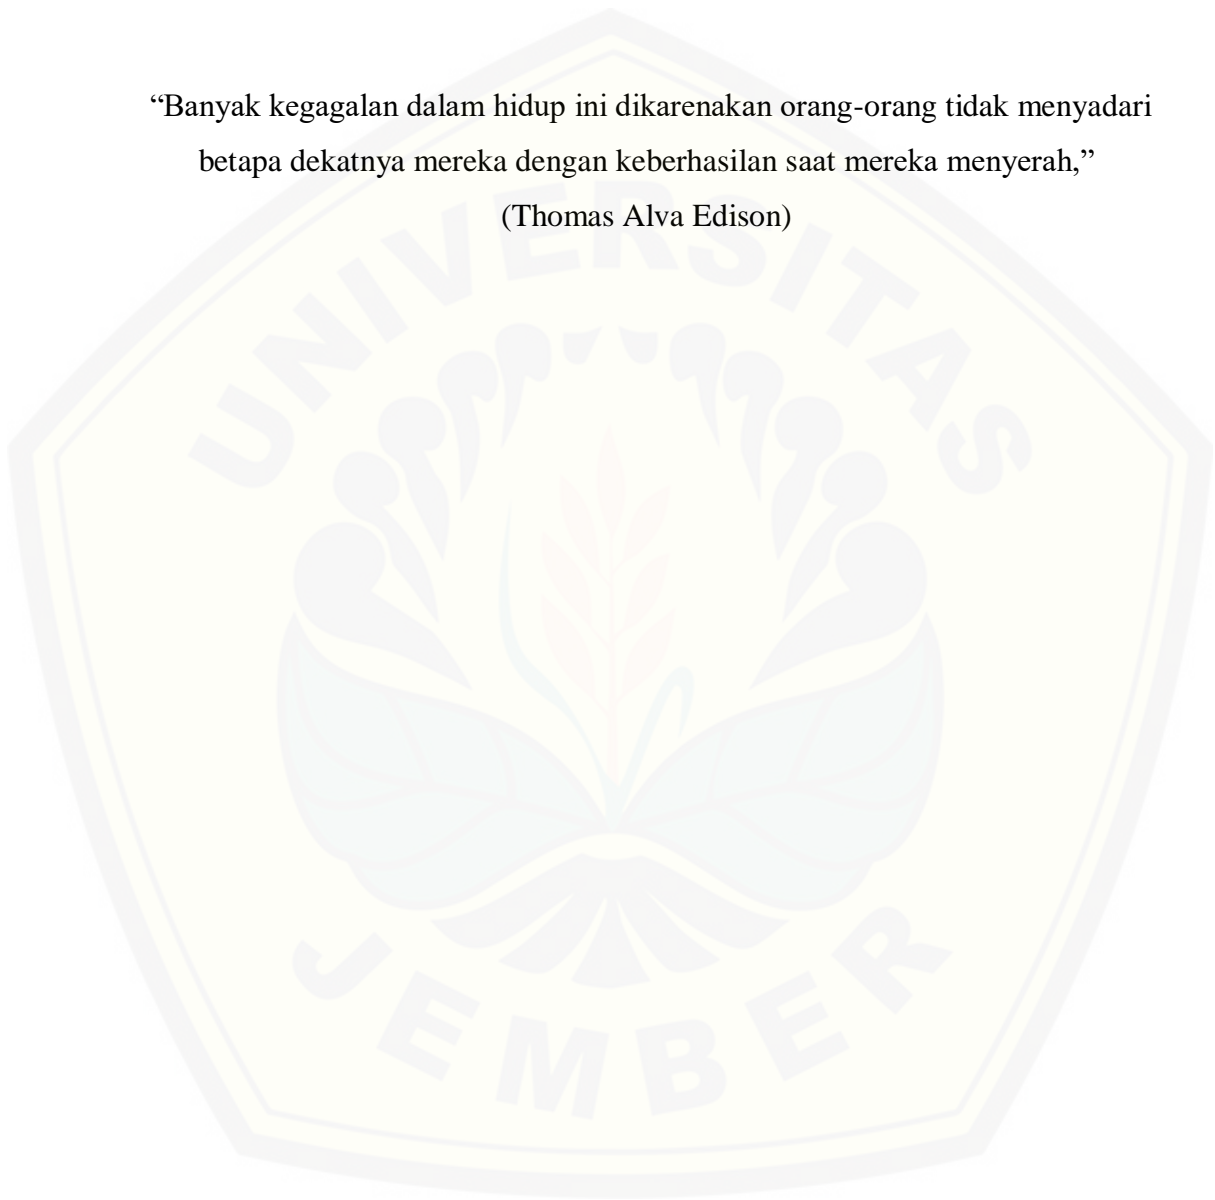 “Banyak kegagalan dalam hidup ini dikarenakan orang-orang tidak menyadari
betapa dekatnya mereka dengan keberhasilan saat mereka menyerah,”
(Thomas Alva Edison)
UNIVERSITAS
JEMBER